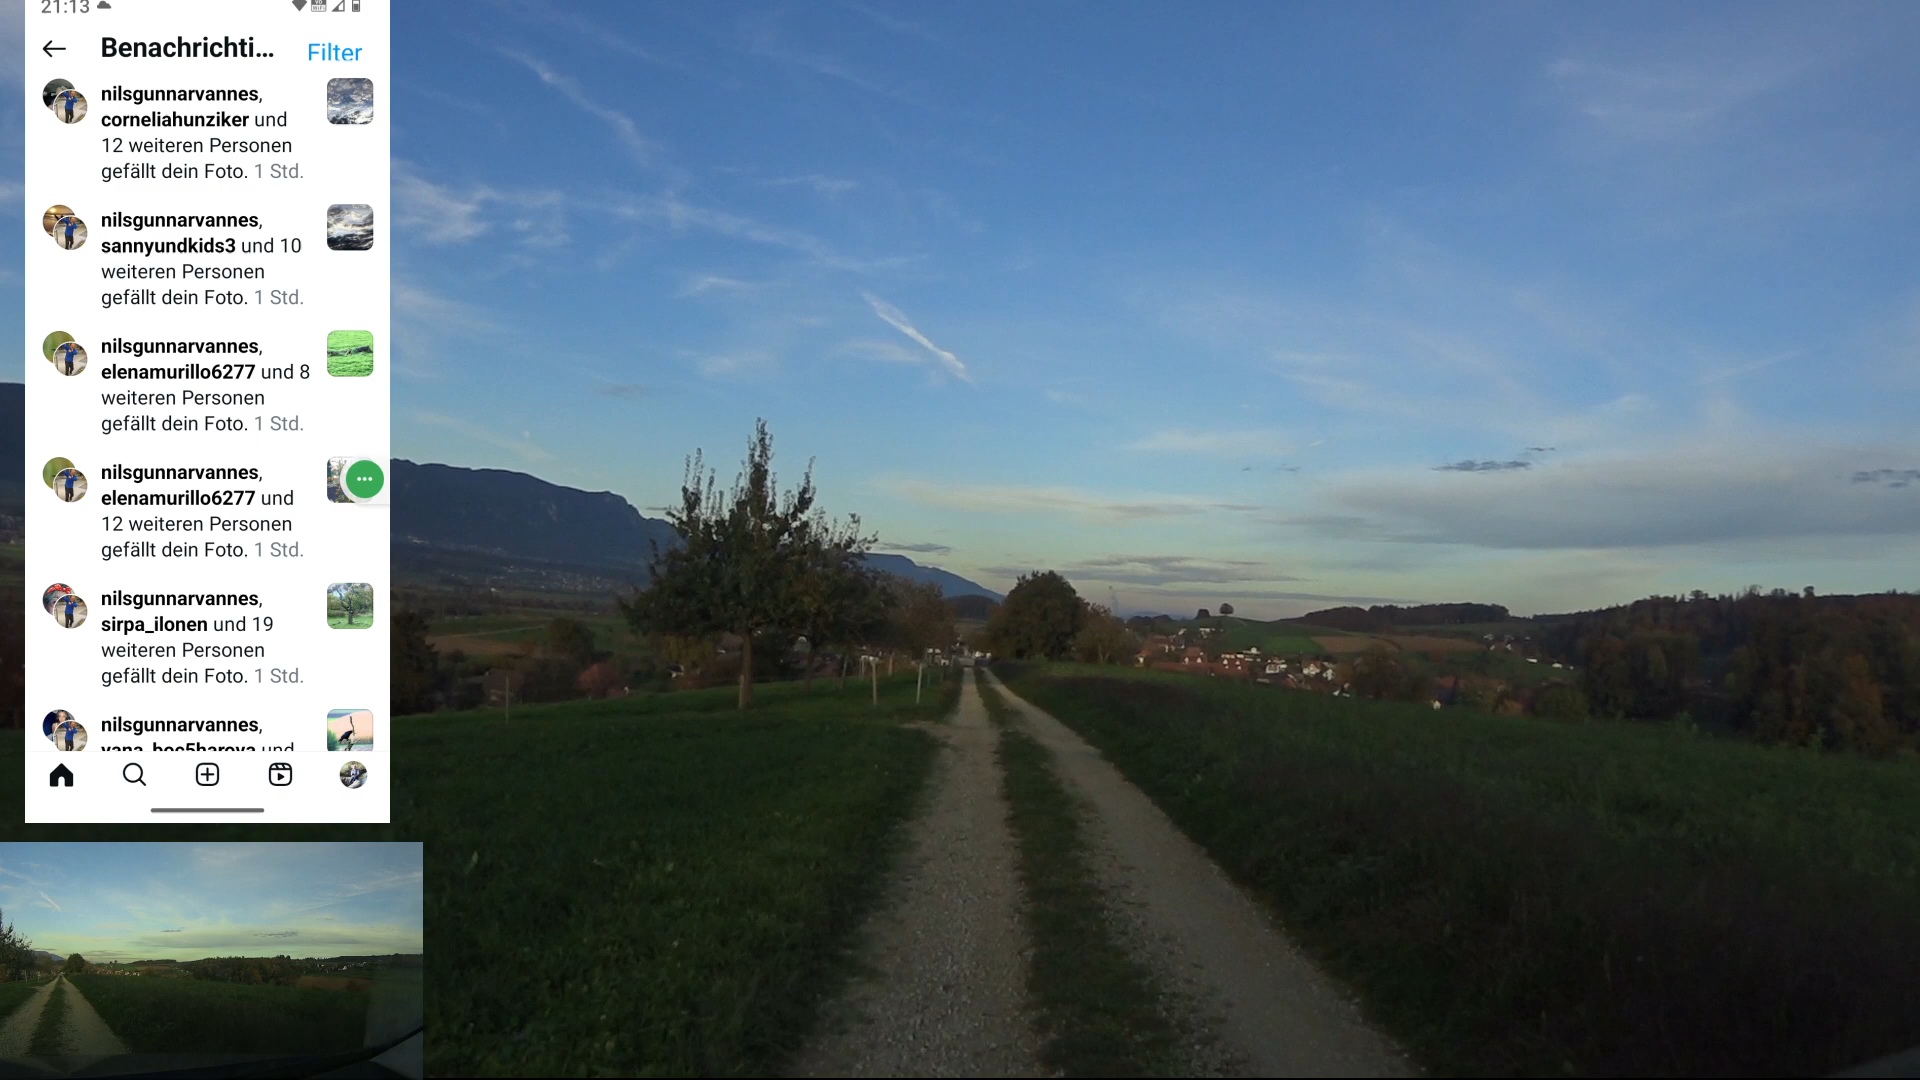 21:13
Benachrichti...
Filter
nilsgunnarvannes,
corneliahunziker und
12 weiteren Personen
gefällt dein Foto. 1 Std.
nilsgunnarvannes,
sannyundkids3 und 10
weiteren Personen
gefällt dein Foto. 1 Std.
nilsgunnarvannes,
elenamurillo6277 und 8
weiteren Personen
gefällt dein Foto. 1 Std.
nilsgunnarvannes,
elenamurillo6277 und
12 weiteren Personen
gefällt dein Foto. 1 Std.
nilsgunnarvannes,
sirpa_ilonen und 19
weiteren Personen
gefällt dein Foto. 1 Std.
nilsgunnarvannes,
und